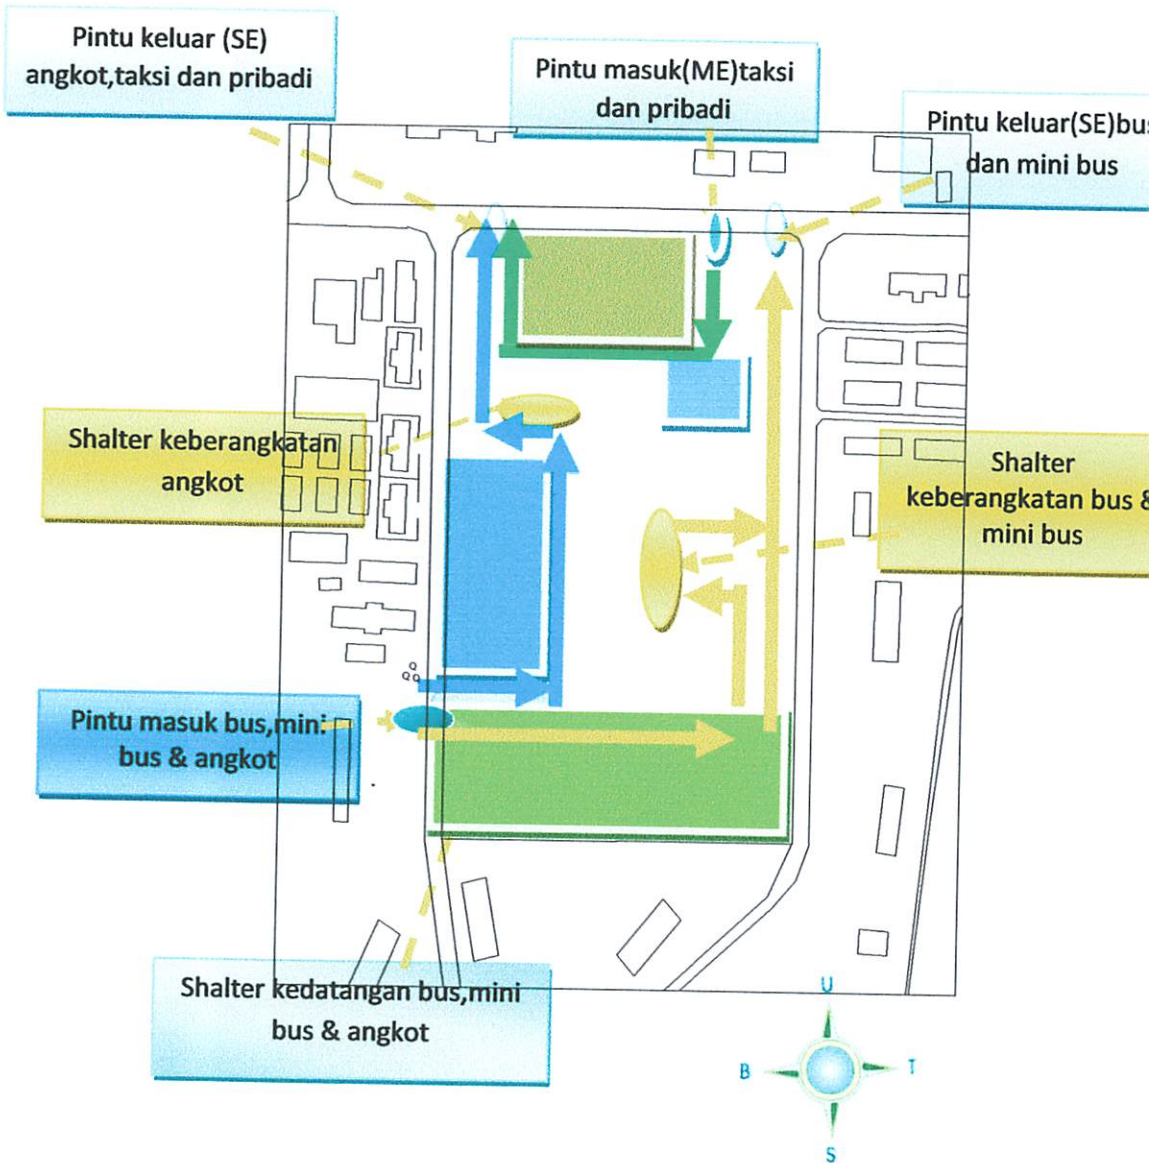 Pintu keluar (SE)
angkot,taksi dan pribadi
Pintu masuk(ME)taksi
dan pribadi
Pintu keluar(SE)bus
dan mini bus
Shalter keberangkatan
angkot
Shalter
keberangkatan bus &
mini bus
Pintu masuk bus,mini
bus & angkot
Shalter kedatangan bus,mini
bus & angkot
U
B
T
S